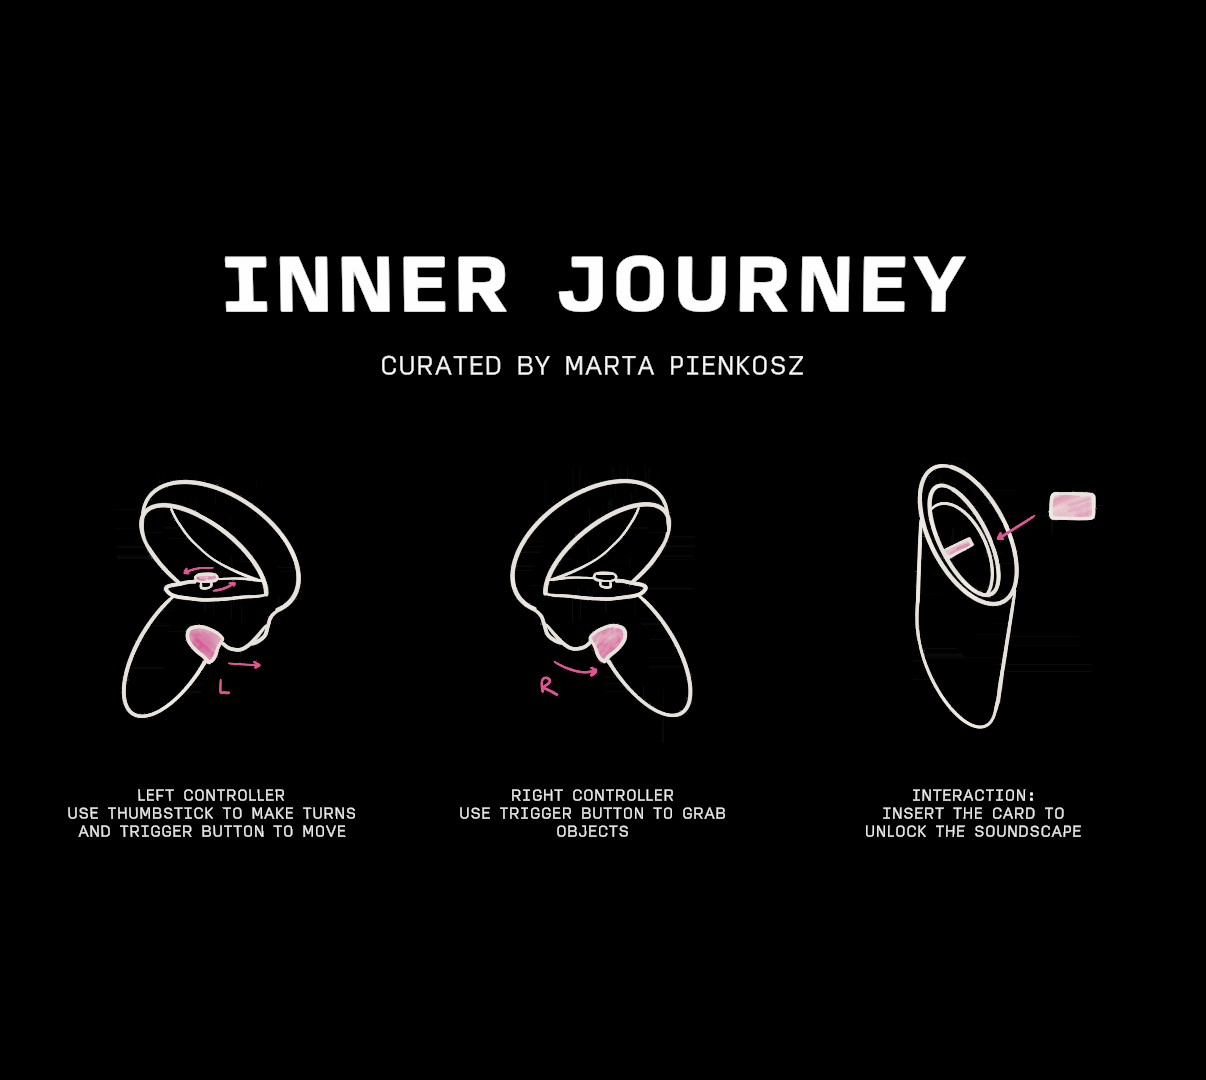 INNER JOURNEY
CURATED BY MARTA PIENKOSZ
L
R
LEFT CONTROLLER
USE THUMBSTICK TO MAKE TURNS
AND TRIGGER BUTTON TO MOVE
RIGHT CONTROLLER
USE TRIGGER BUTTON TO GRAB
OBJECTS
INTERACTION:
INSERT THE CARD TO
UNLOCK THE SOUNDSCAPE